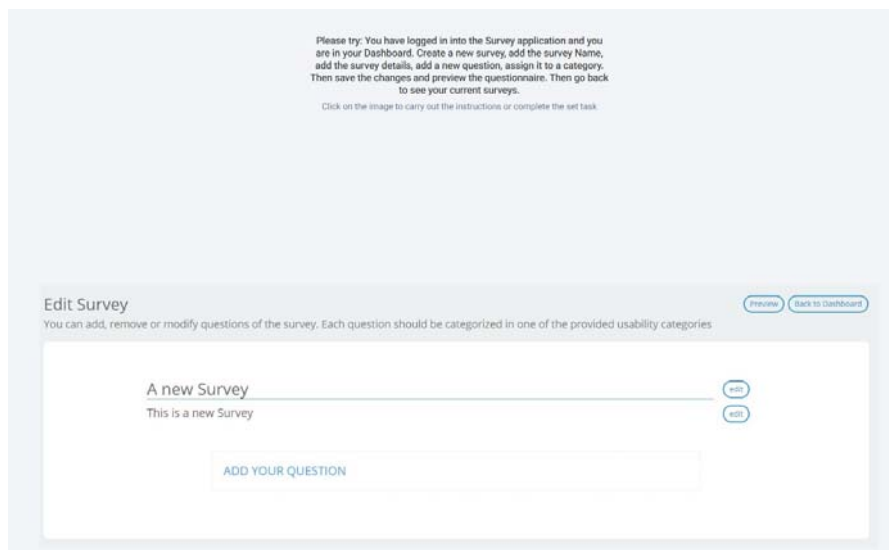 Please try: You have logged in into the Survey application and you
are in your Dashboard. Create a new survey, add the survey Name,
add the survey details, add a new question, assign it to a category.
Then save the changes and preview the questionnaire. Then go back
to see your current surveys.
Click on the image to carry out the instructions or complete the set task
Edit Survey
Preview
Back to Dashboard
You can add, remove or modify questions of the survey. Each question should be categorized in one of the provided usability categories
A new Survey
edit
This is a new Survey
edit
ADD YOUR QUESTION